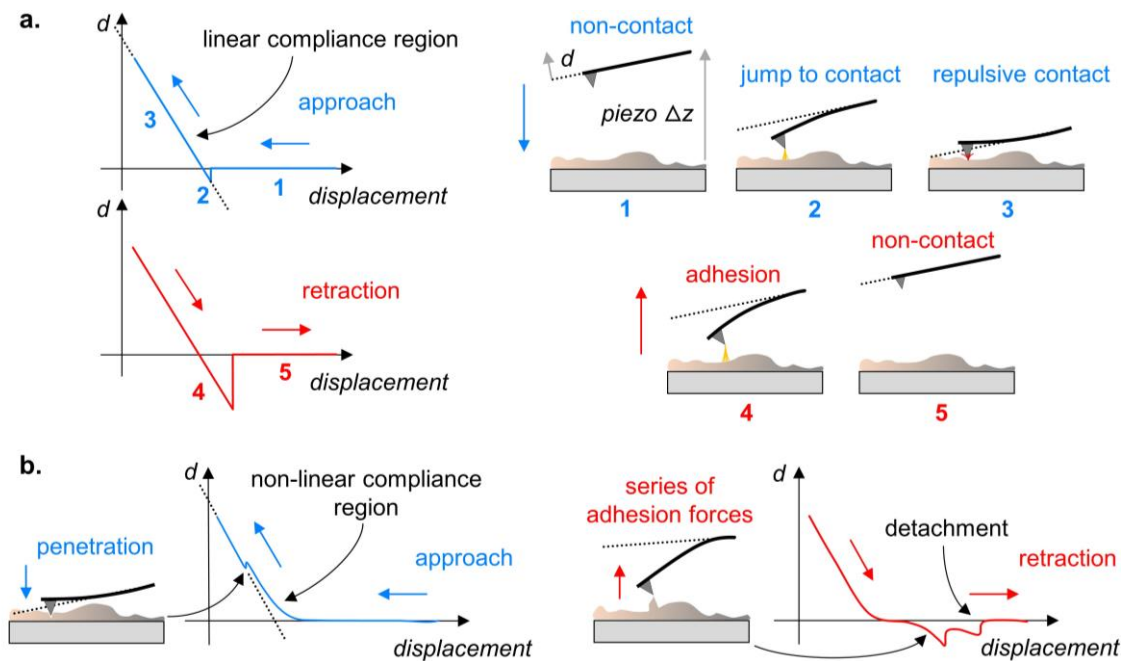 a.
d
linear compliance region
approach
3
2
1
displacement
d
retraction
4
5
displacement
non-contact
d
piezo Δz
1
jump to contact
2
repulsive contact
3
adhesion
4
non-contact
5
b.
penetration
d
non-linear compliance
region
approach
displacement
series of
adhesion forces
d
detachment
retraction
displacement